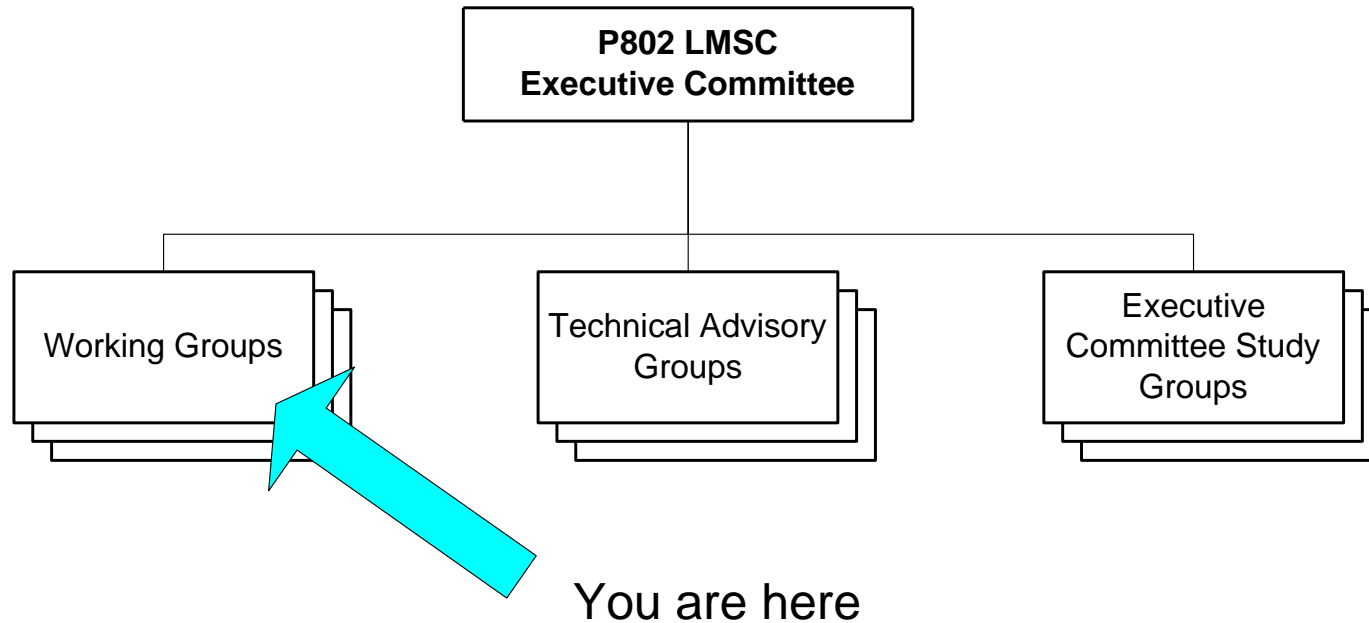 P802 LMSC
Executive Committee
Working Groups
Technical Advisory
Groups
Executive
Committee Study
Groups
You are here